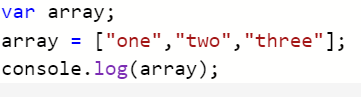 var array;
array = ["one","two","three"];
console.log(array);